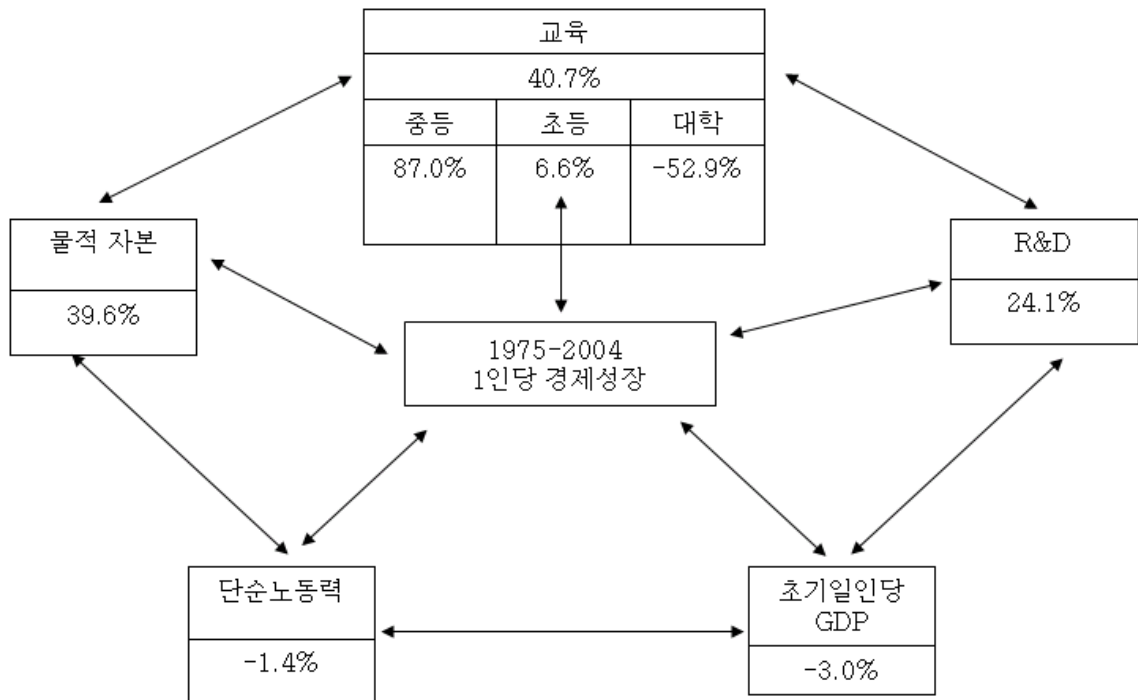 교육
40.7%
중등 초등 대학
87.0% 6.6% -52.9%
물적 자본
39.6%
R&D
24.1%
1975-2004
1인당 경제성장
단순노동력
-1.4%
초기일인당
GDP
-3.0%